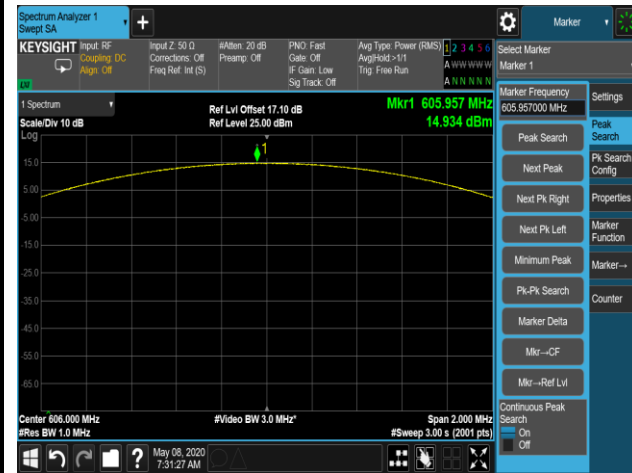 Spectrum Analyzer 1
Swept SA
+
Marker
KEYSIGHT
Input: RF
Coupling: DC
Align: Off
Input Z: 50 Ω
Corrections: Off
Freq Ref: Int (S)
#Atten: 20 dB
Preamp: Off
PNO: Fast
Gate: Off
IF Gain: Low
Sig Track: Off
Avg Type: Power (RMS)
Avg|Hold:>1/1
Trig: Free Run
1 2 3 4 5 6
A W W W W W
A N N N N N
Select Marker
Marker 1
1 Spectrum
Scale/Div 10 dB
Log
Ref Lvl Offset 17.10 dB
Ref Level 25.00 dBm
Mkr1 605.957 MHz
14.934 dBm
1
15.0
5.00
-5.00
-15.0
-25.0
-35.0
-45.0
-55.0
-65.0
Center 606.000 MHz
#Res BW 1.0 MHz
#Video BW 3.0 MHz*
Span 2.000 MHz
#Sweep 3.00 s (2001 pts)
Marker Frequency
605.957000 MHz
Peak Search
Next Peak
Next Pk Right
Next Pk Left
Minimum Peak
Pk-Pk Search
Marker Delta
Mkr→CF
Mkr→Ref Lvl
Continuous Peak
Search
On
Off
Settings
Peak
Search
Pk Search
Config
Properties
Marker
Function
Marker→
Counter
?
May 08, 2020
7:31:27 AM